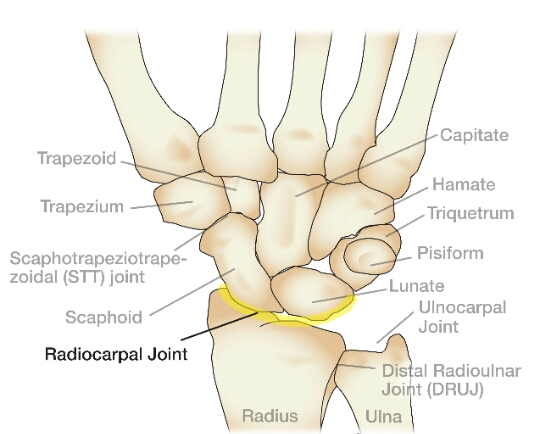 Trapezoid
Trapezium
Scaphotrapeziotrape-
zoidal (STT) joint
Scaphoid
Radiocarpal Joint
Capitate
Hamate
Triquetrum
Pisiform
Lunate
Ulnocarpal
Joint
Distal Radioulnar
Joint (DRUJ)
Radius
Ulna